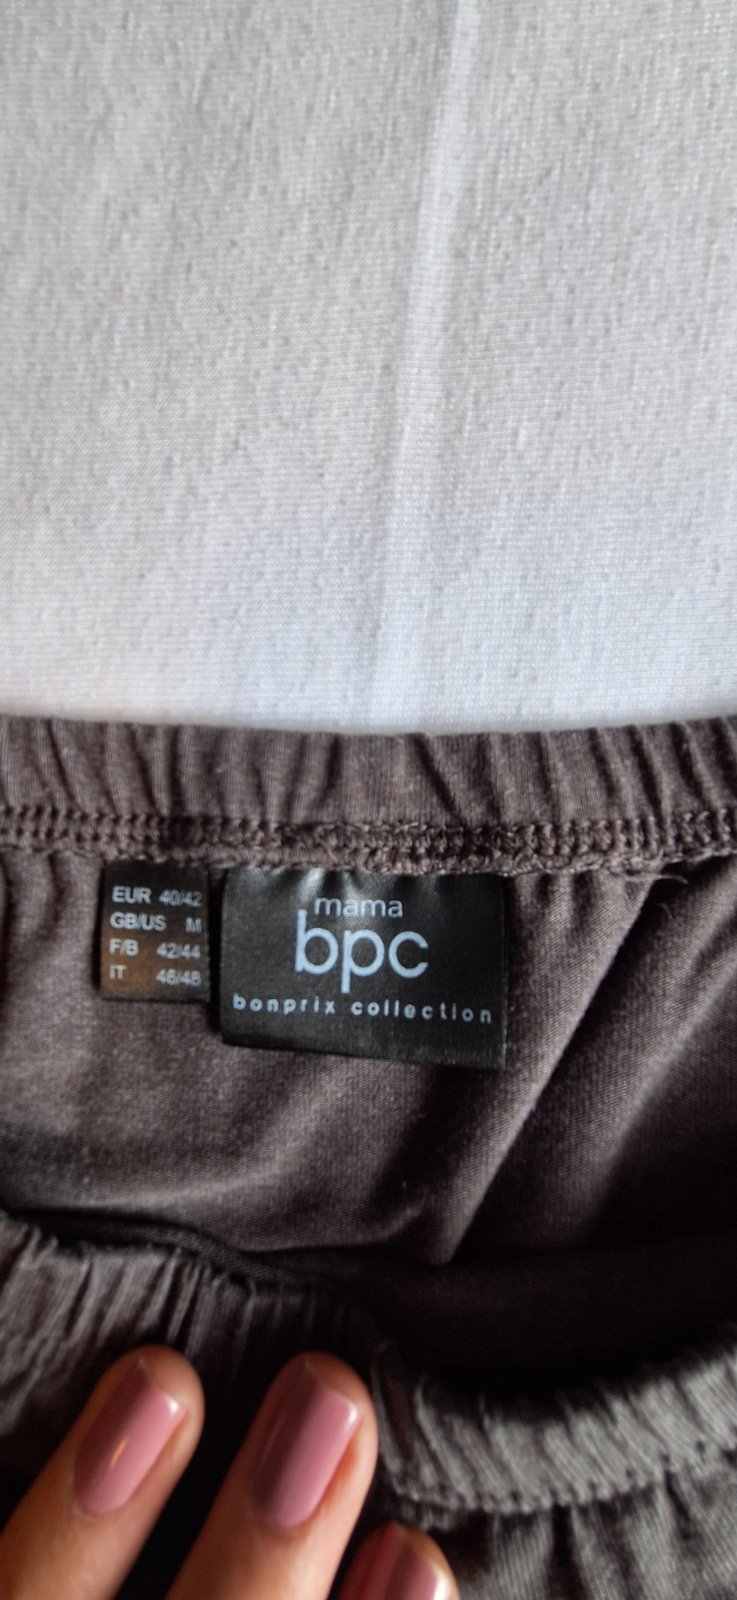 EUR 40/42
GB/US M
F/B 42/44
IT 46/48
mama
bpc
bonprix collection